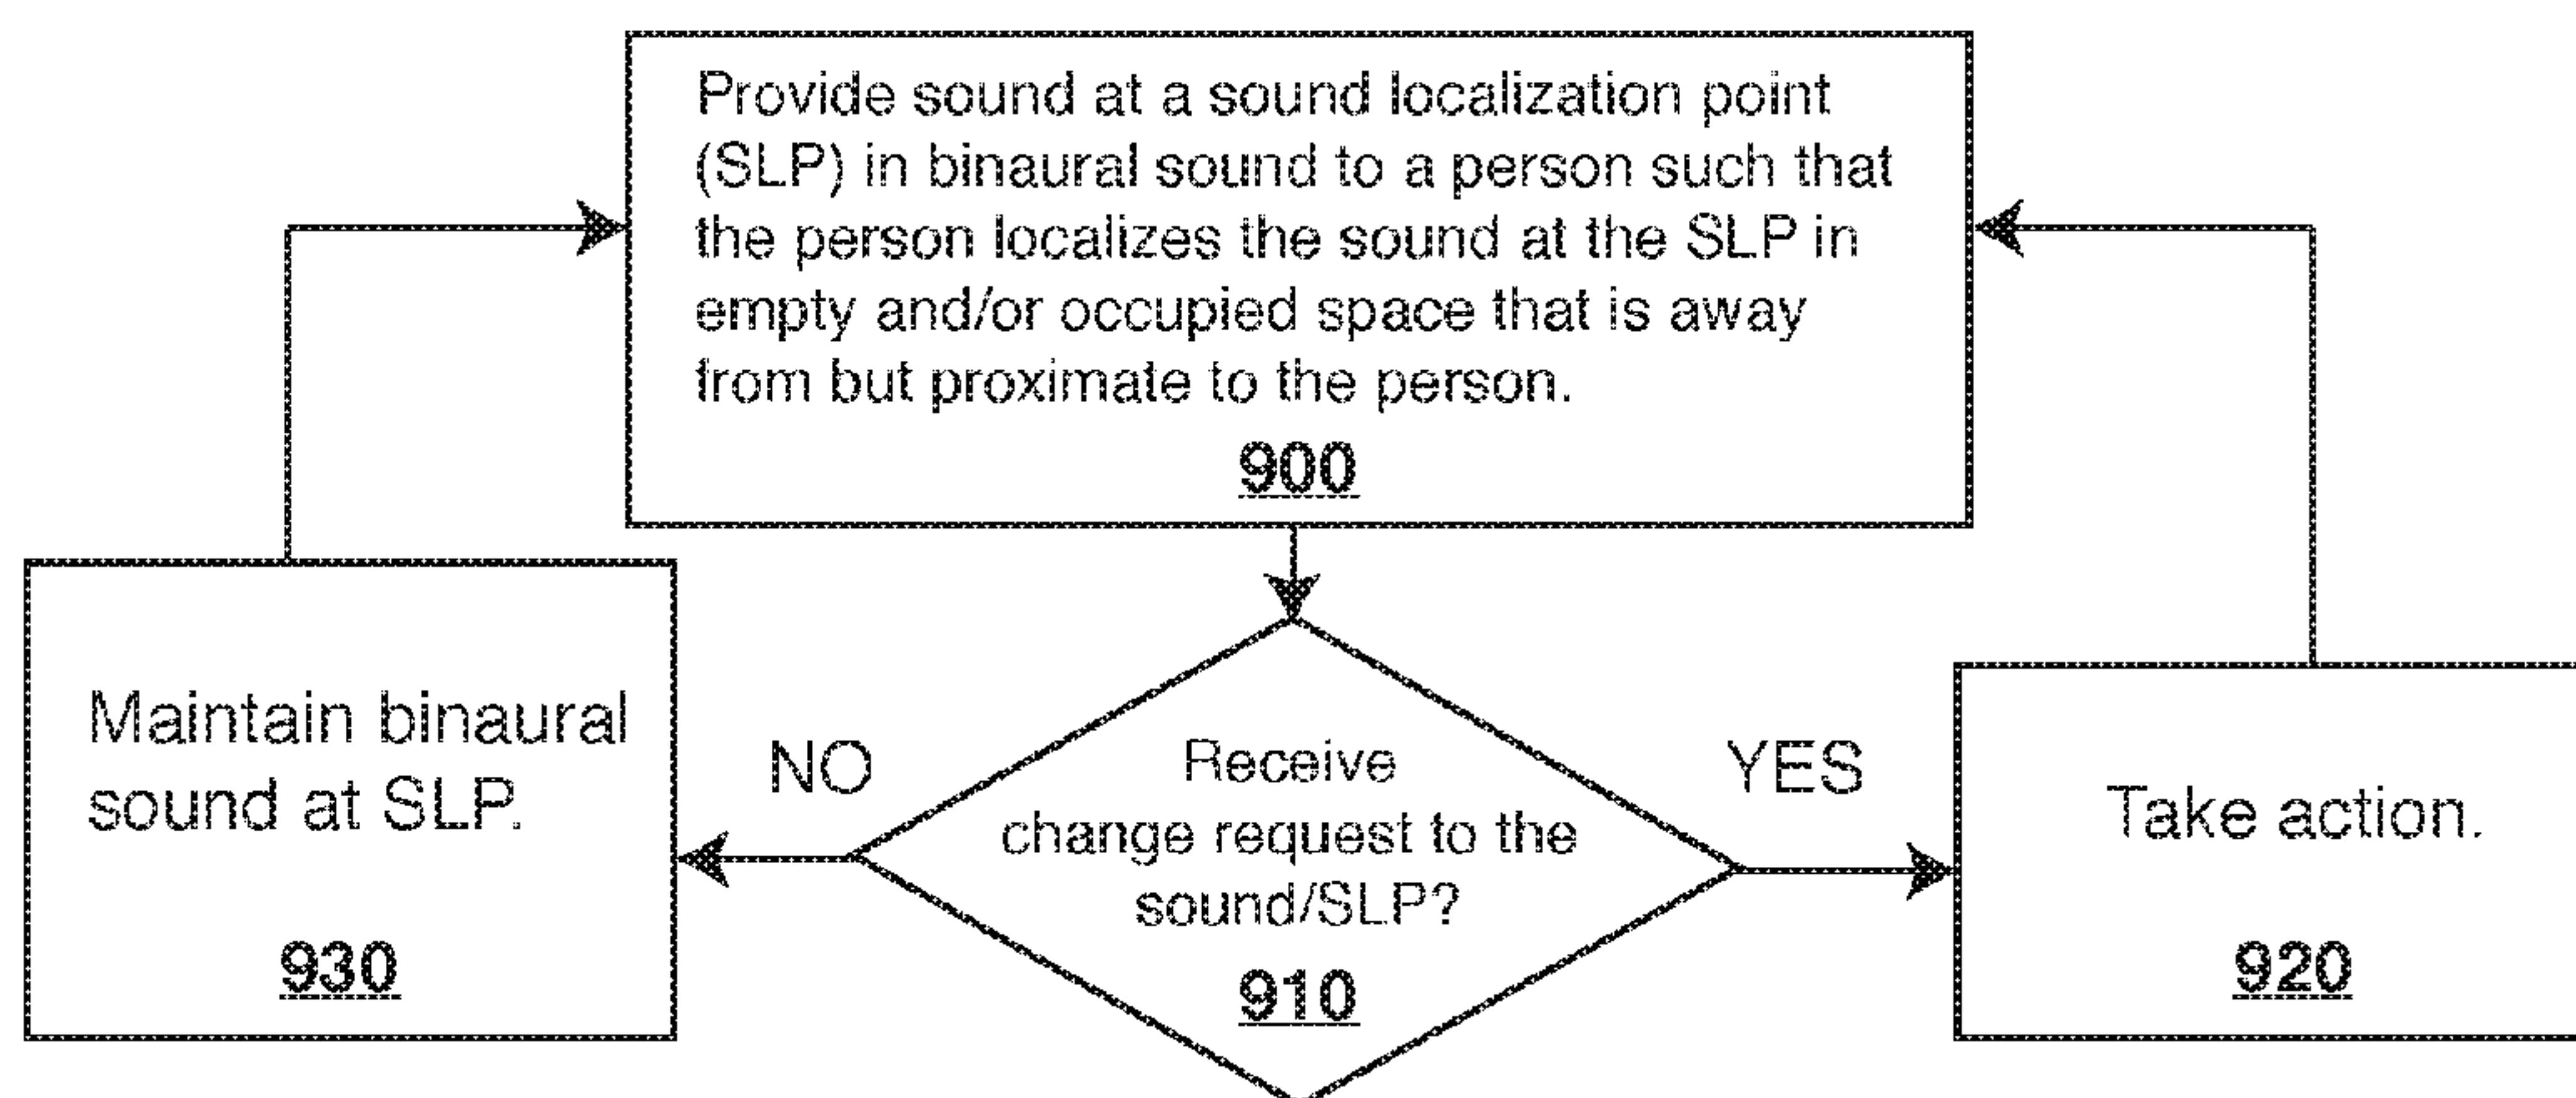 Provide sound at a sound localization point
(SLP) in binaural sound to a person such that
the person localizes the sound at the SLP in
empty and/or occupied space that is away
from but proximate to the person.
900
Maintain binaural
sound at SLP.
930
NO
Receive
change request to the
sound/SLP?
910
YES
Take action.
920